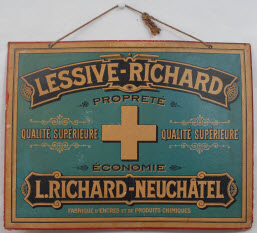 LESSIVE-RICHARD
PROPRETÉ
QUALITÉ SUPÉRIEURE QUALITÉ SUPÉRIEURE
ÉCONOMIE
L. RICHARD-NEUCHÂTEL
FABRIQUE D'ENCRES ET DE PRODUITS CHIMIQUES